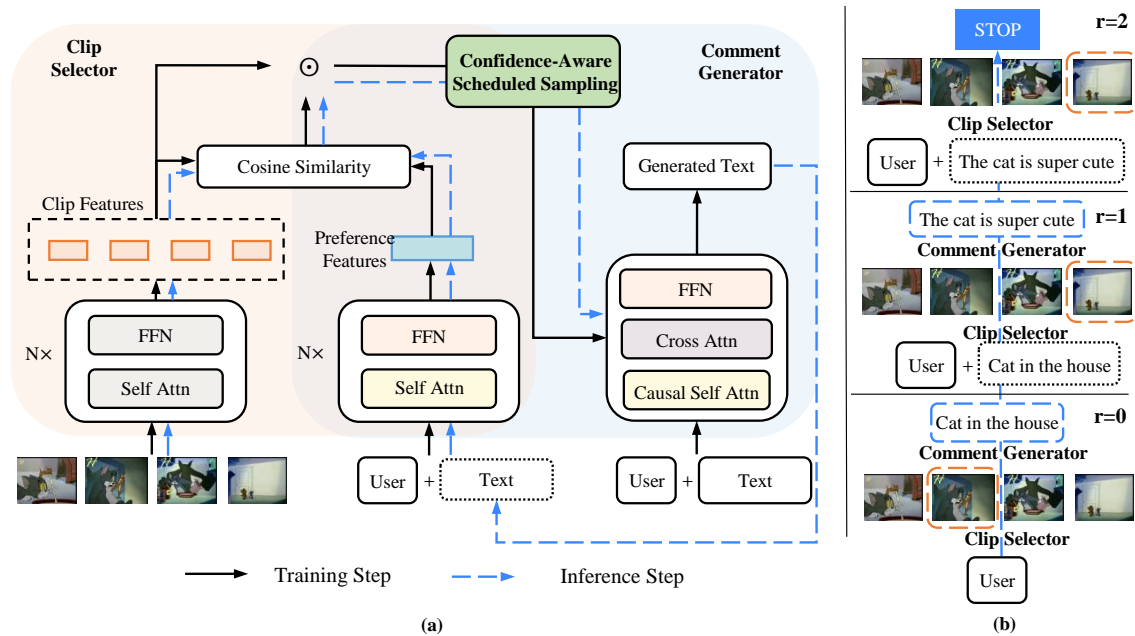 Clip
Selector
Confidence-Aware
Scheduled Sampling
Comment
Generator
Cosine Similarity
Generated Text
Clip Features
Preference
Features
FFN
Self Attn
N×
FFN
Self Attn
N×
FFN
Cross Attn
Causal Self Attn
User + Text
User + Text
Training Step
Inference Step
(a)
STOP
r=2
Clip Selector
User + The cat is super cute
The cat is super cute
r=1
Comment Generator
Clip Selector
User + Cat in the house
r=0
Cat in the house
Comment Generator
Clip Selector
User
(b)